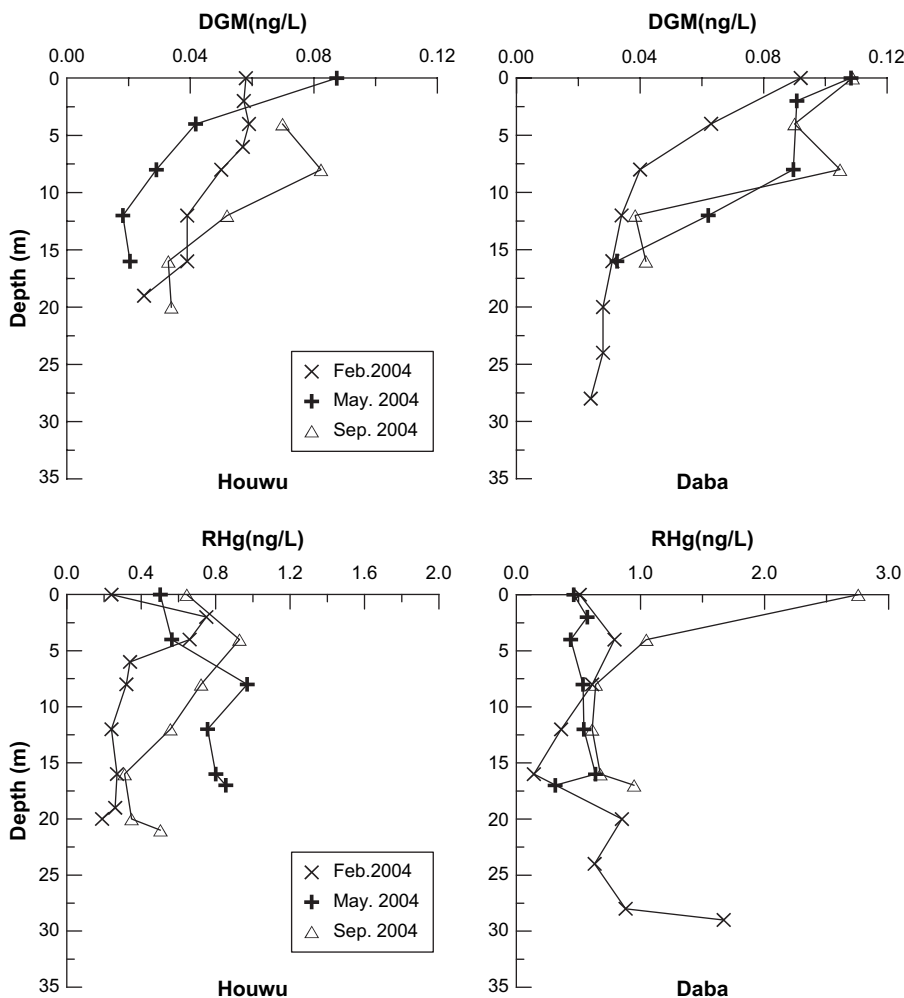 DGM(ng/L)
0.00 0.04 0.08 0.12
0
5
10
15
20
25
30
35
Depth (m)
Feb.2004
May. 2004
Sep. 2004
Houwu
DGM(ng/L)
0.00 0.04 0.08 0.12
0
5
10
15
20
25
30
35
Daba
RHg(ng/L)
0.0 0.4 0.8 1.2 1.6 2.0
0
5
10
15
20
25
30
35
Depth (m)
Feb.2004
May. 2004
Sep. 2004
Houwu
RHg(ng/L)
0.0 1.0 2.0 3.0
0
5
10
15
20
25
30
35
Daba